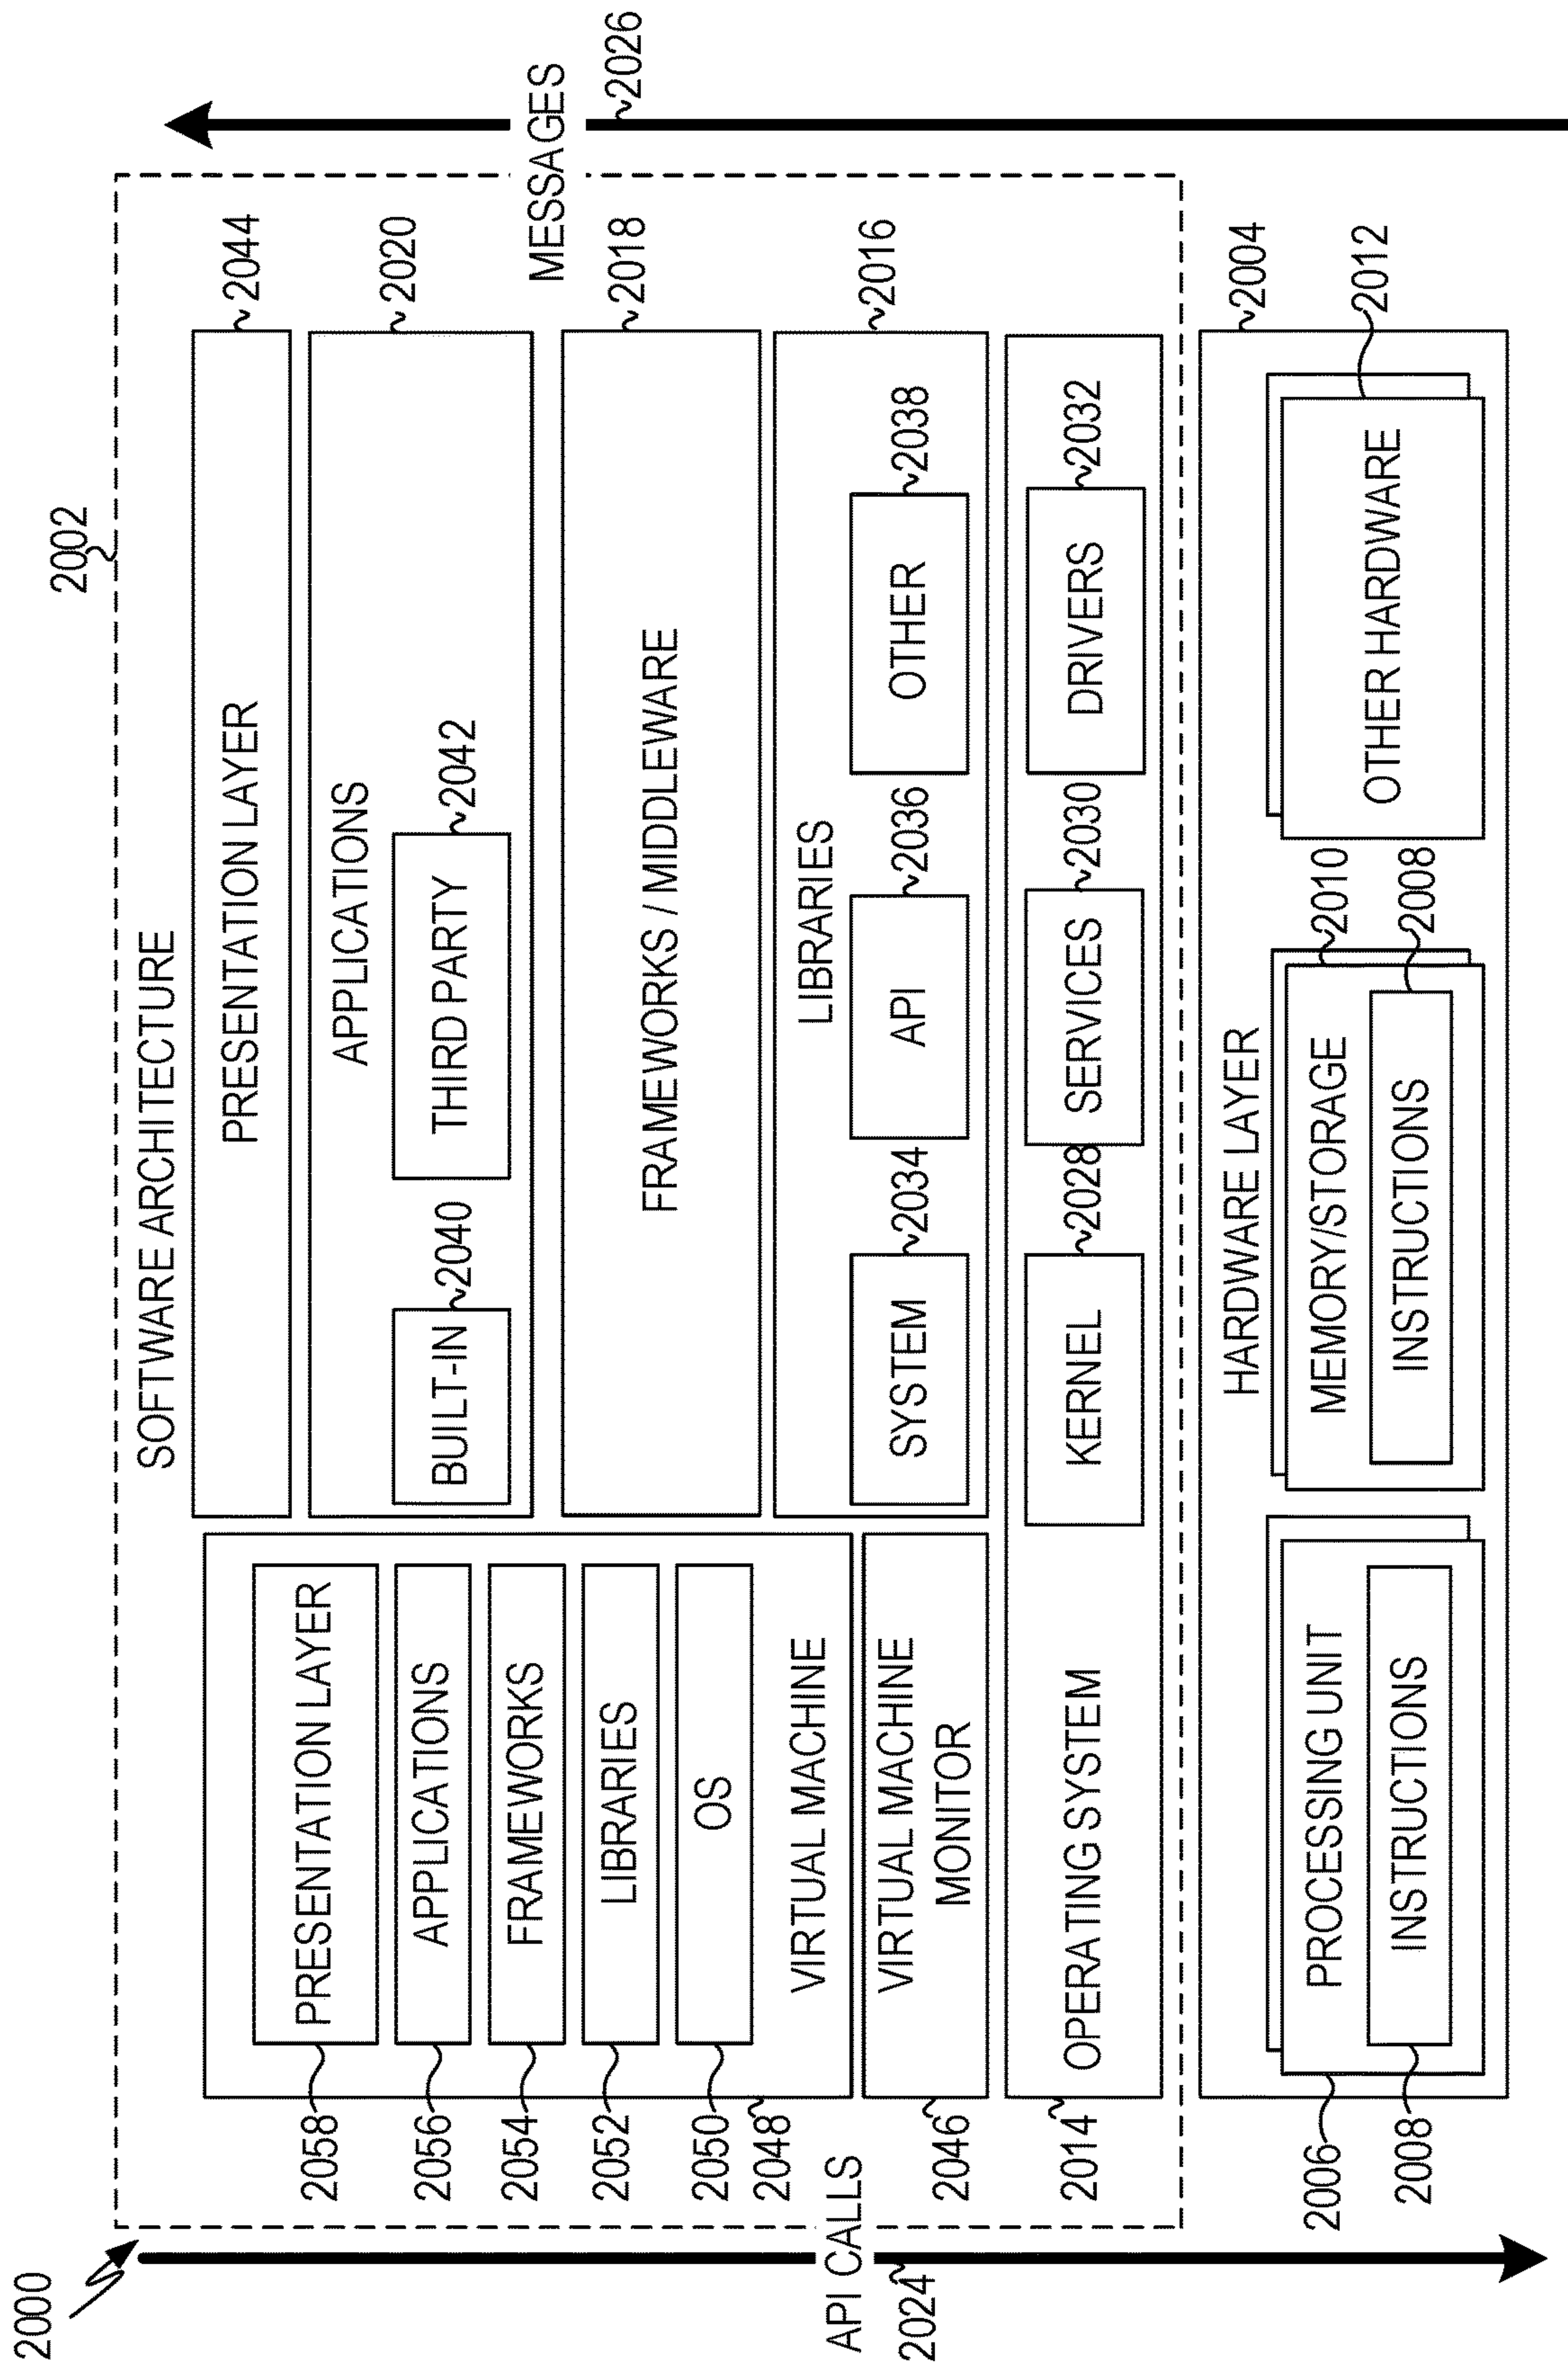 2000
2002
SOFTWARE ARCHITECTURE
PRESENTATION LAYER
2044
APPLICATIONS
2020
BUILT-IN
2040
THIRD PARTY
2042
FRAMEWORKS / MIDDLEWARE
2018
LIBRARIES
2016
SYSTEM
2034
API
2036
OTHER
2038
2058
PRESENTATION LAYER
2056
APPLICATIONS
2054
FRAMEWORKS
2052
LIBRARIES
2050
OS
2048
VIRTUAL MACHINE
2046
VIRTUAL MACHINE
MONITOR
2014
OPERATING SYSTEM
KERNEL
2028
SERVICES
2030
DRIVERS
2032
API CALLS
2024
MESSAGES
2026
HARDWARE LAYER
2004
2006
PROCESSING UNIT
2008
INSTRUCTIONS
MEMORY/STORAGE
2010
INSTRUCTIONS
2008
OTHER HARDWARE
2012